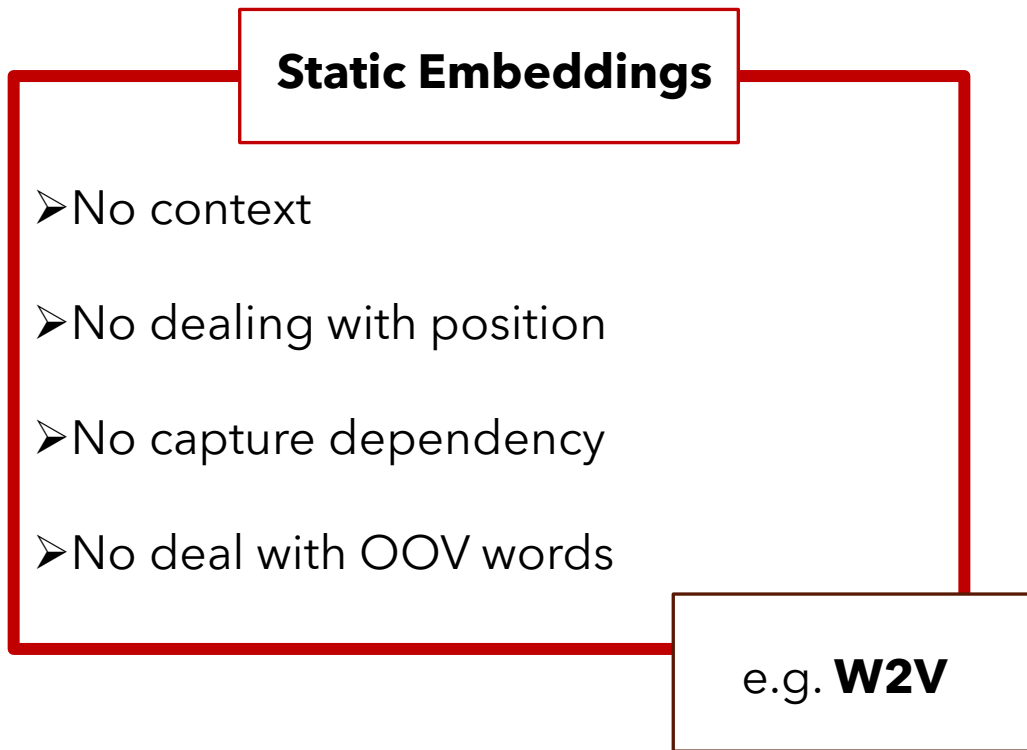 Static Embeddings
➢No context
➢No dealing with position
➢No capture dependency
➢No deal with OOV words
e.g. W2V